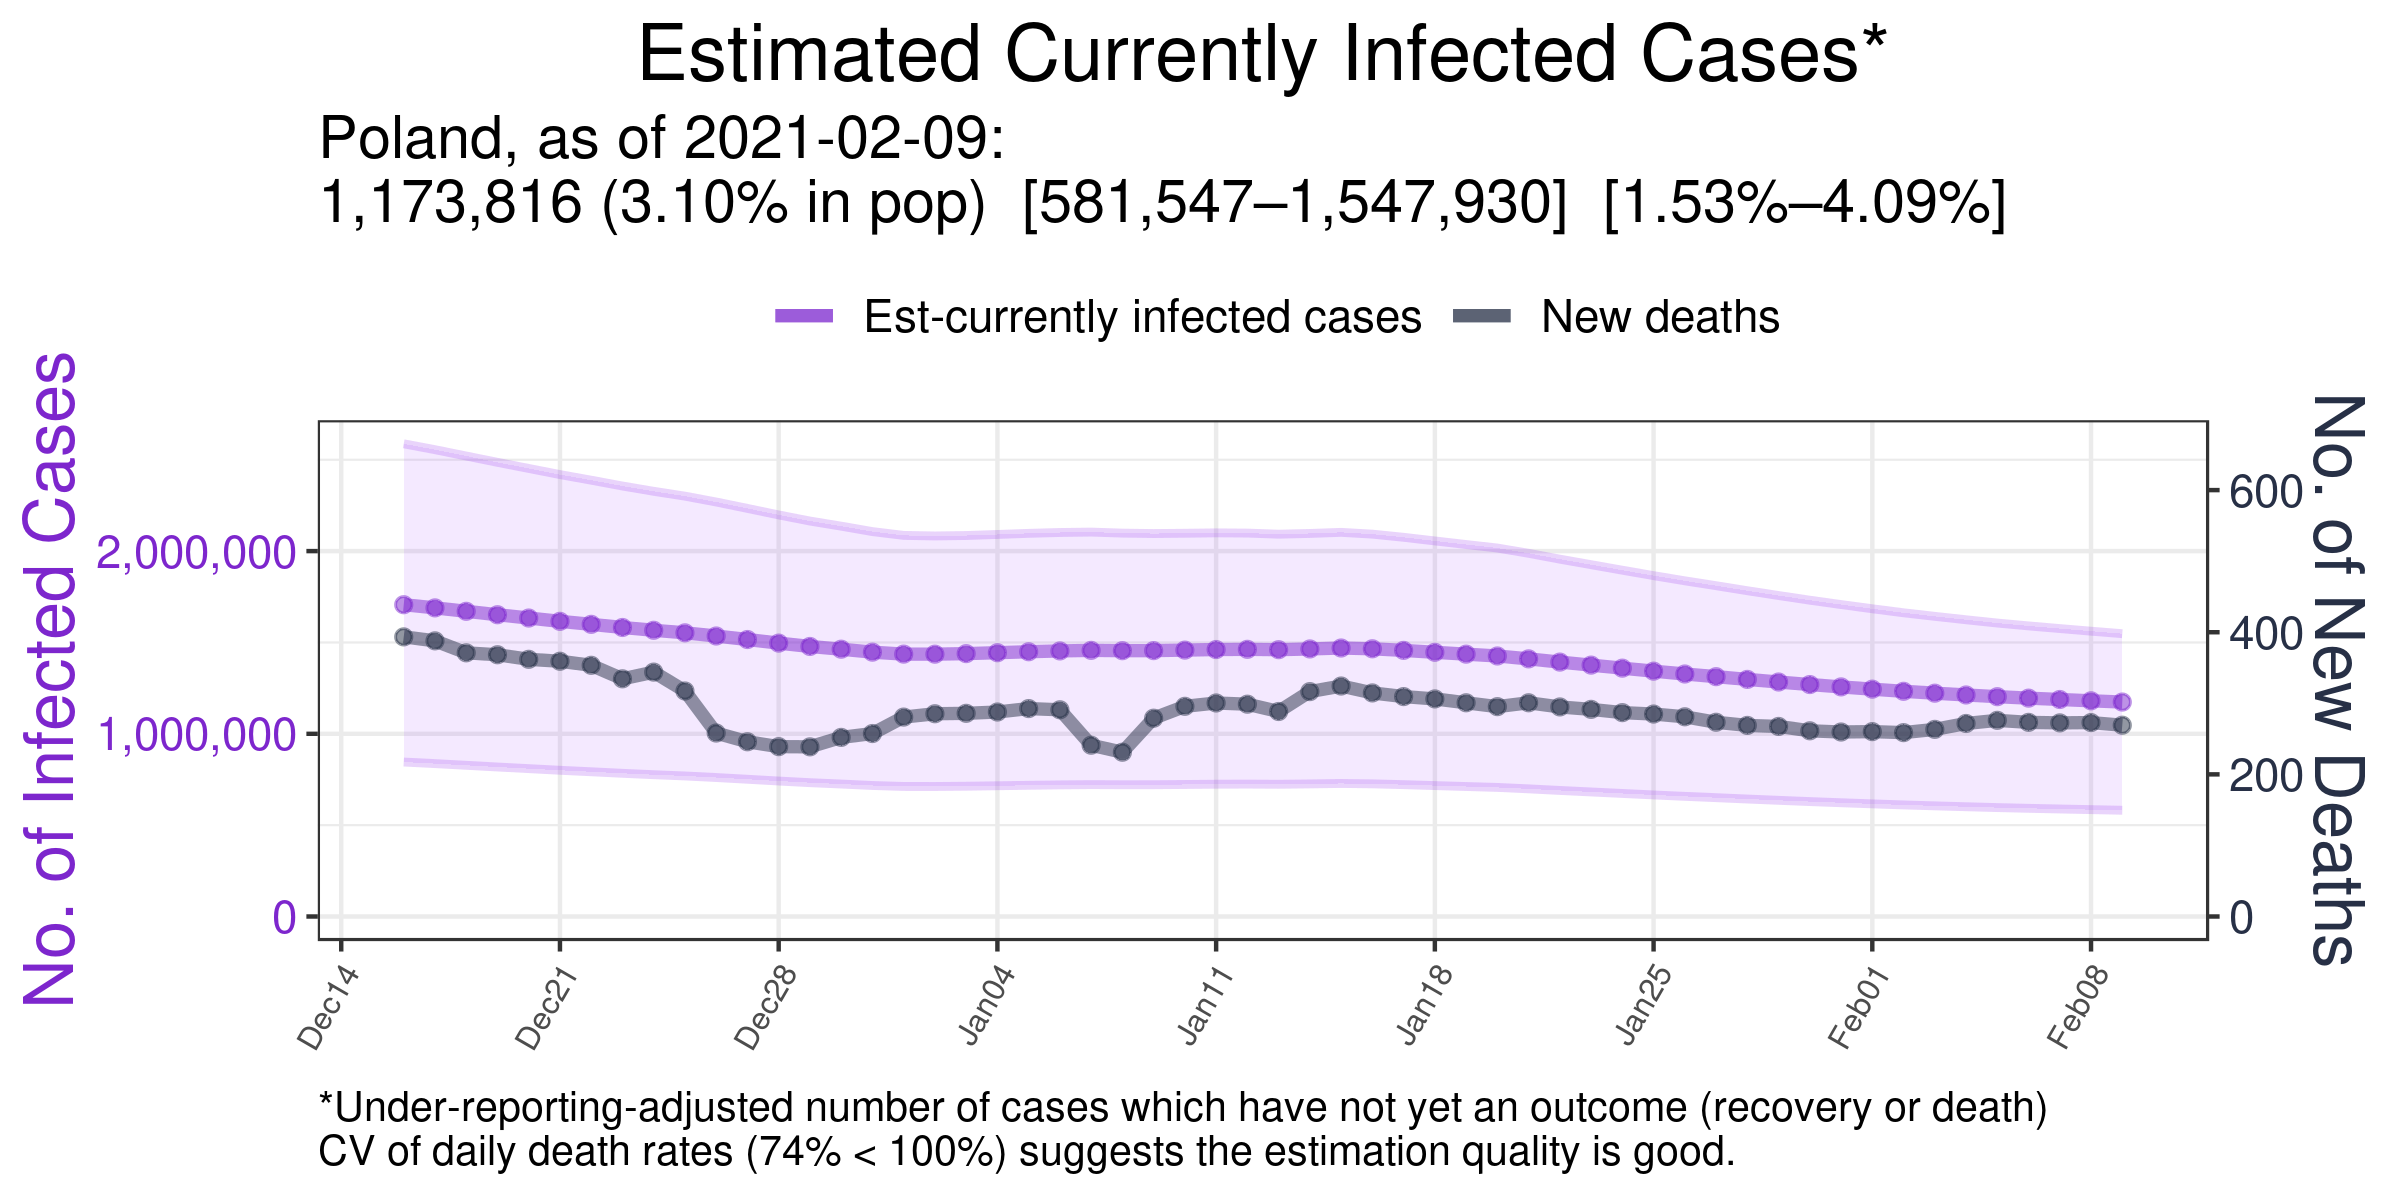 Estimated Currently Infected Cases*
Poland, as of 2021-02-09:
1,173,816 (3.10% in pop) [581,547–1,547,930] [1.53%–4.09%]
Est-currently infected cases
New deaths
No. of Infected Cases
2,000,000
1,000,000
0
No. of New Deaths
600
400
200
0
Dec14
Dec21
Dec28
Jan04
Jan11
Jan18
Jan25
Feb01
Feb08
*Under-reporting-adjusted number of cases which have not yet an outcome (recovery or death)
CV of daily death rates (74% < 100%) suggests the estimation quality is good.